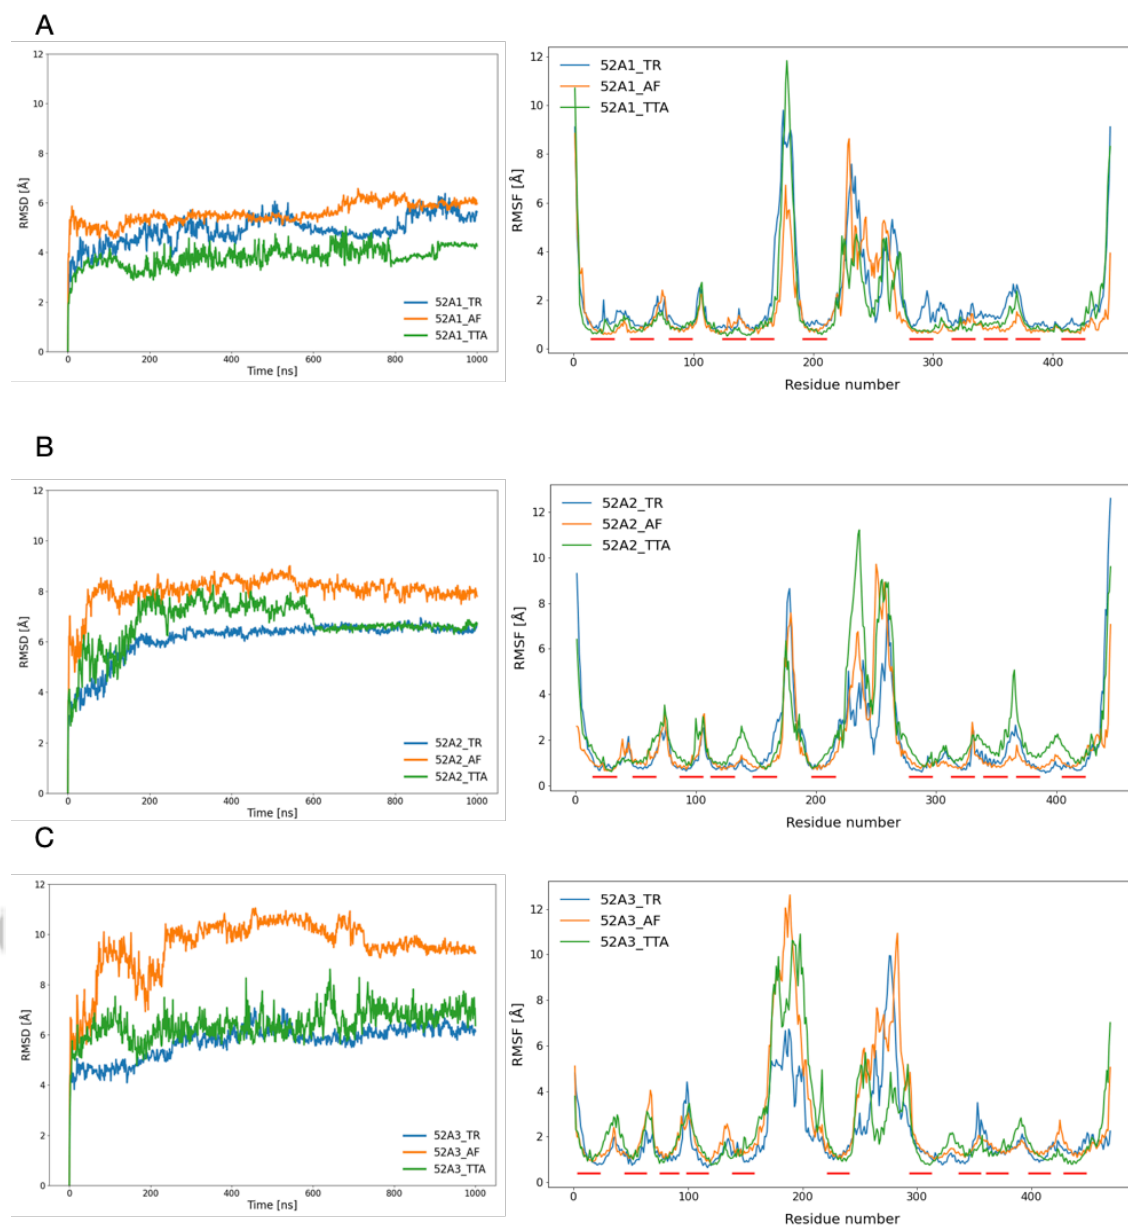 A
12
10
8
6
4
2
0
RMSD [Å]
52A1_TR
52A1_AF
52A1_TTA
0 200 400 600 800 1000
Time [ns]
12
10
8
6
4
2
0
RMSF [Å]
52A1_TR
52A1_AF
52A1_TTA
0 100 200 300 400
Residue number
B
12
10
8
6
4
2
0
RMSD [Å]
52A2_TR
52A2_AF
52A2_TTA
0 200 400 600 800 1000
Time [ns]
12
10
8
6
4
2
0
RMSF [Å]
52A2_TR
52A2_AF
52A2_TTA
0 100 200 300 400
Residue number
C
12
10
8
6
4
2
0
RMSD [Å]
52A3_TR
52A3_AF
52A3_TTA
0 200 400 600 800 1000
Time [ns]
12
10
8
6
4
2
0
RMSF [Å]
52A3_TR
52A3_AF
52A3_TTA
0 100 200 300 400
Residue number